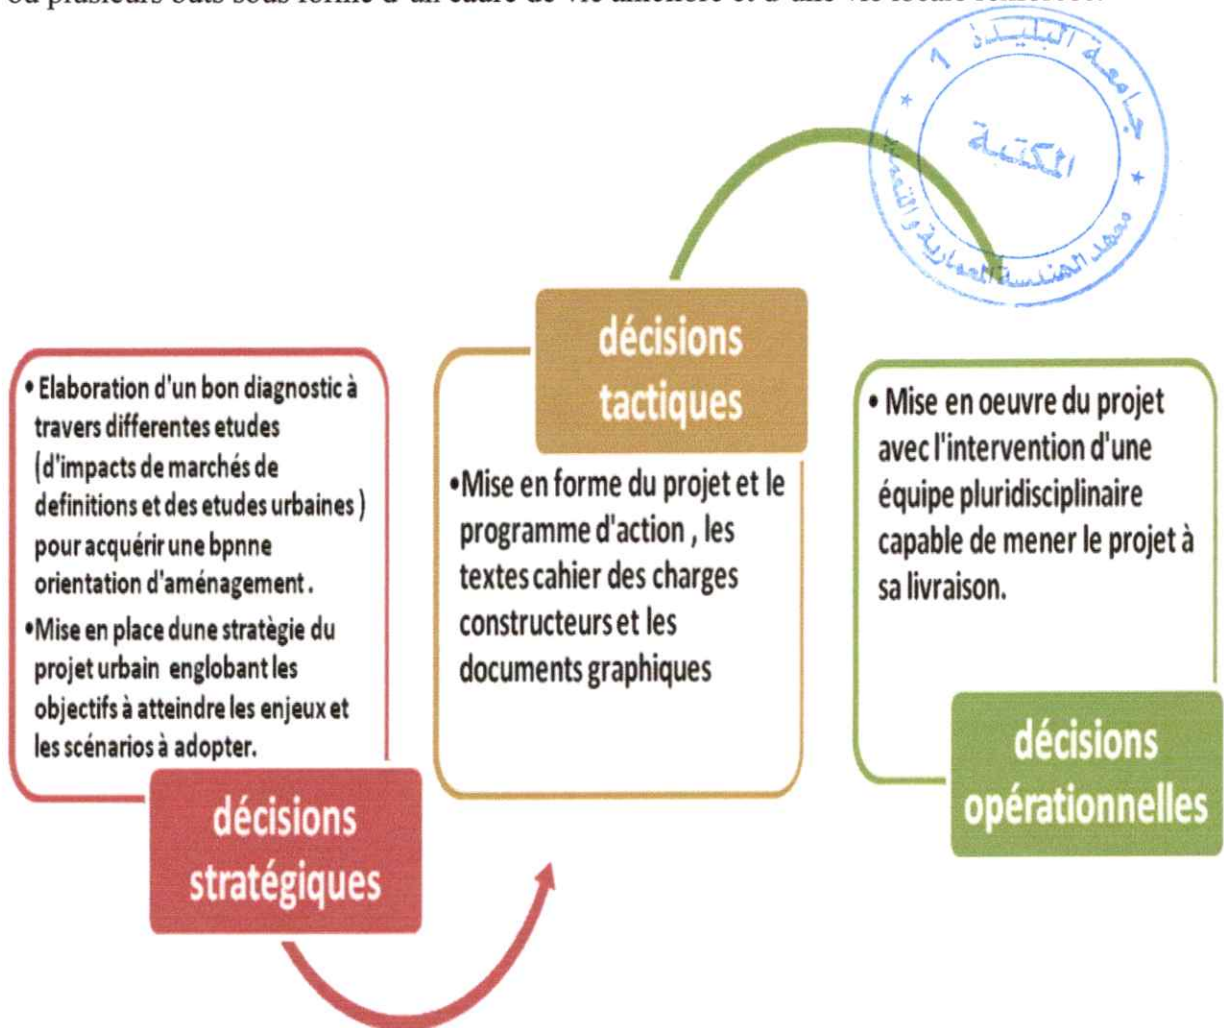 ou plusieurs buts sous forme d'un cadre de vie amélioré et d'une vie locale renforcée.
جامعة البليدة 1
المكتبة
معهد الهندسة المعمارية والتعمير
• Elaboration d'un bon diagnostic à
travers differentes etudes
(d'impacts de marchés de
definitions et des etudes urbaines )
pour acquérir une bpnne
orientation d'aménagement .
•Mise en place dune stratègie du
projet urbain englobant les
objectifs à atteindre les enjeux et
les scénarios à adopter.
décisions
stratégiques
décisions
tactiques
•Mise en forme du projet et le
programme d'action , les
textes cahier des charges
constructeurs et les
documents graphiques
• Mise en oeuvre du projet
avec l'intervention d'une
équipe pluridisciplinaire
capable de mener le projet à
sa livraison.
décisions
opérationnelles